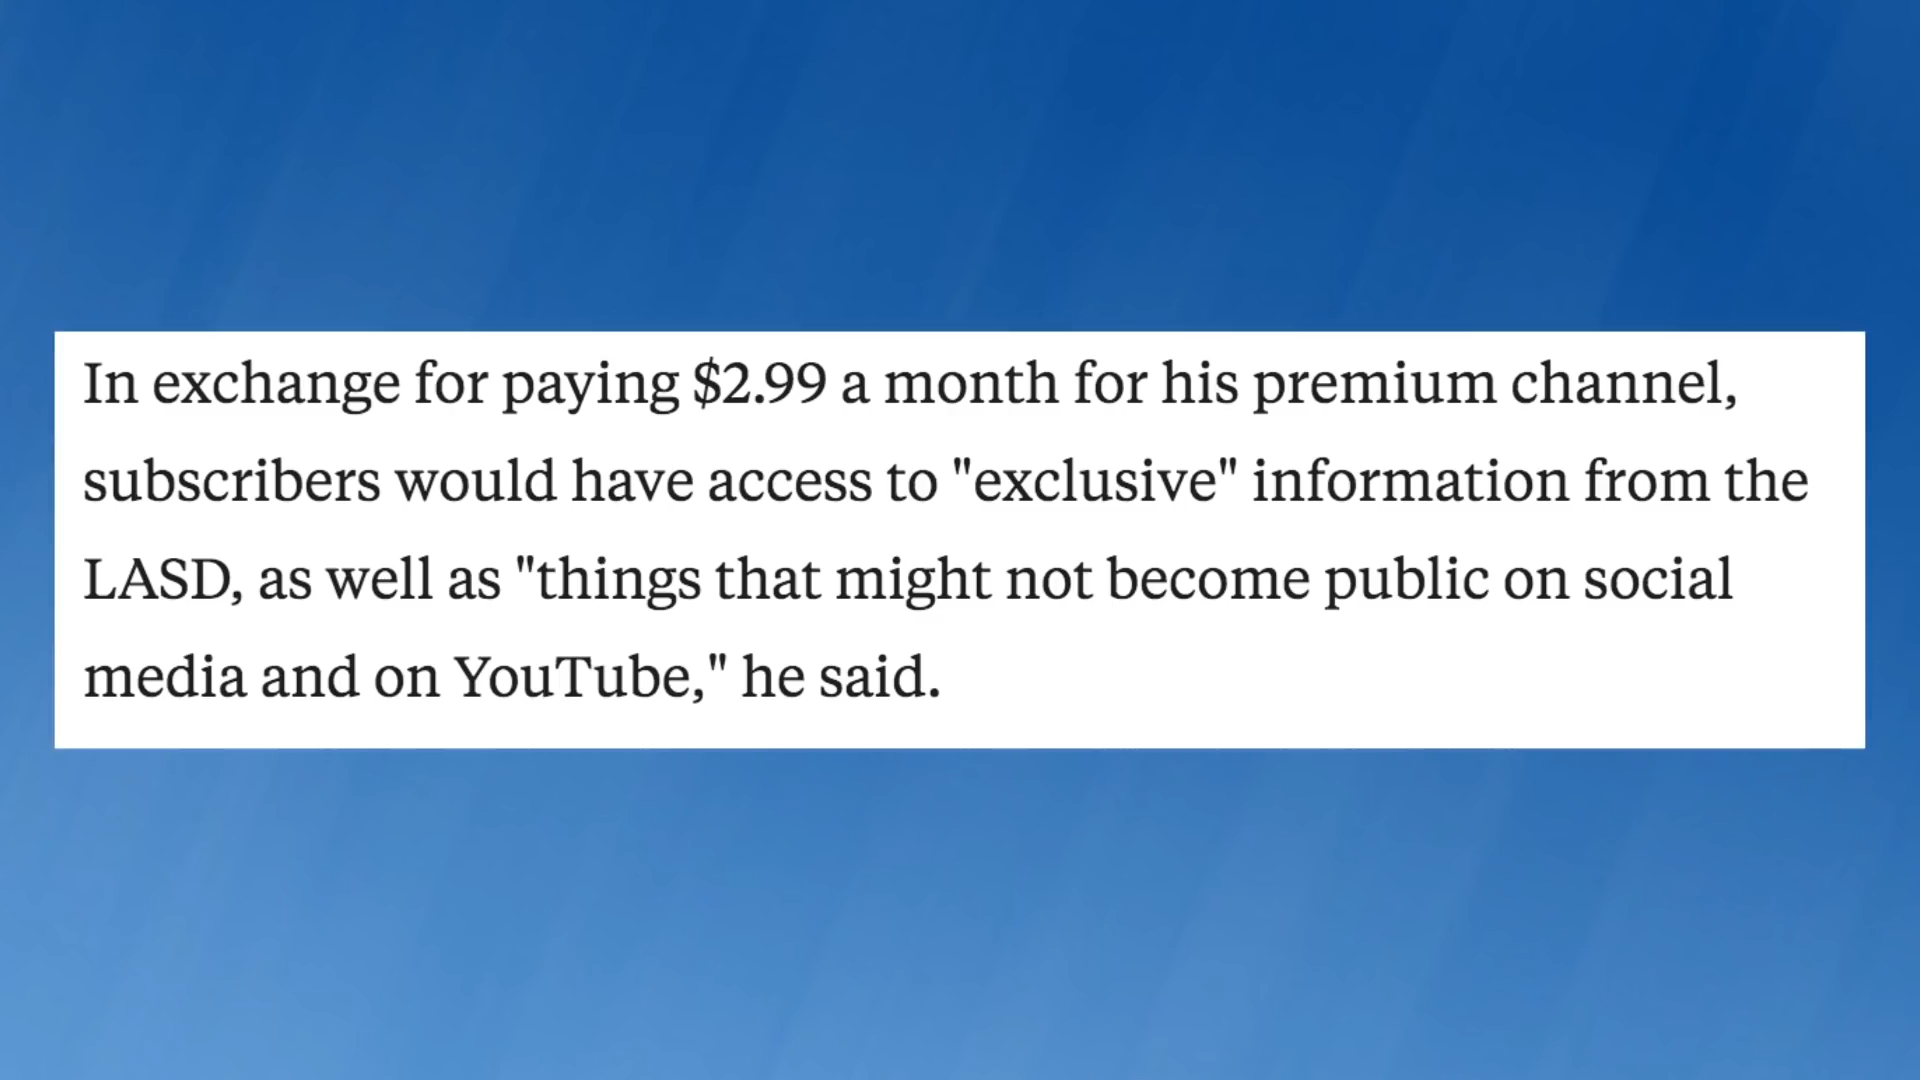 In exchange for paying $2.99 a month for his premium channel,
subscribers would have access to "exclusive" information from the
LASD, as well as "things that might not become public on social
media and on YouTube," he said.